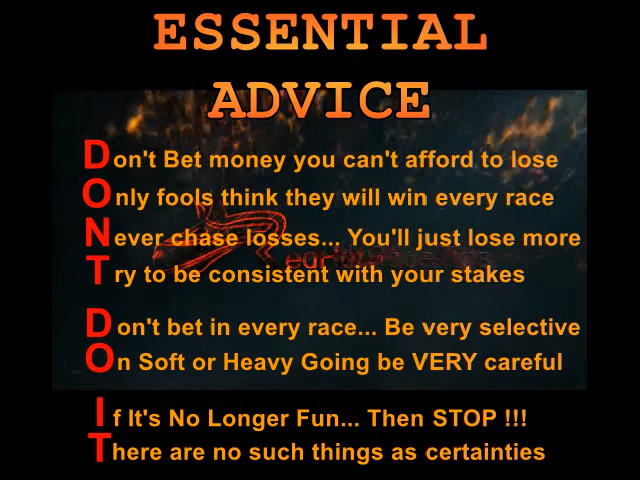 ESSENTIAL
ADVICE
Don't Bet money you can't afford to lose
Only fools think they will win every race
Never chase losses... You'll just lose more
Try to be consistent with your stakes
Don't bet in every race... Be very selective
On Soft or Heavy Going be VERY careful
If It's No Longer Fun... Then STOP !!!
There are no such things as certainties